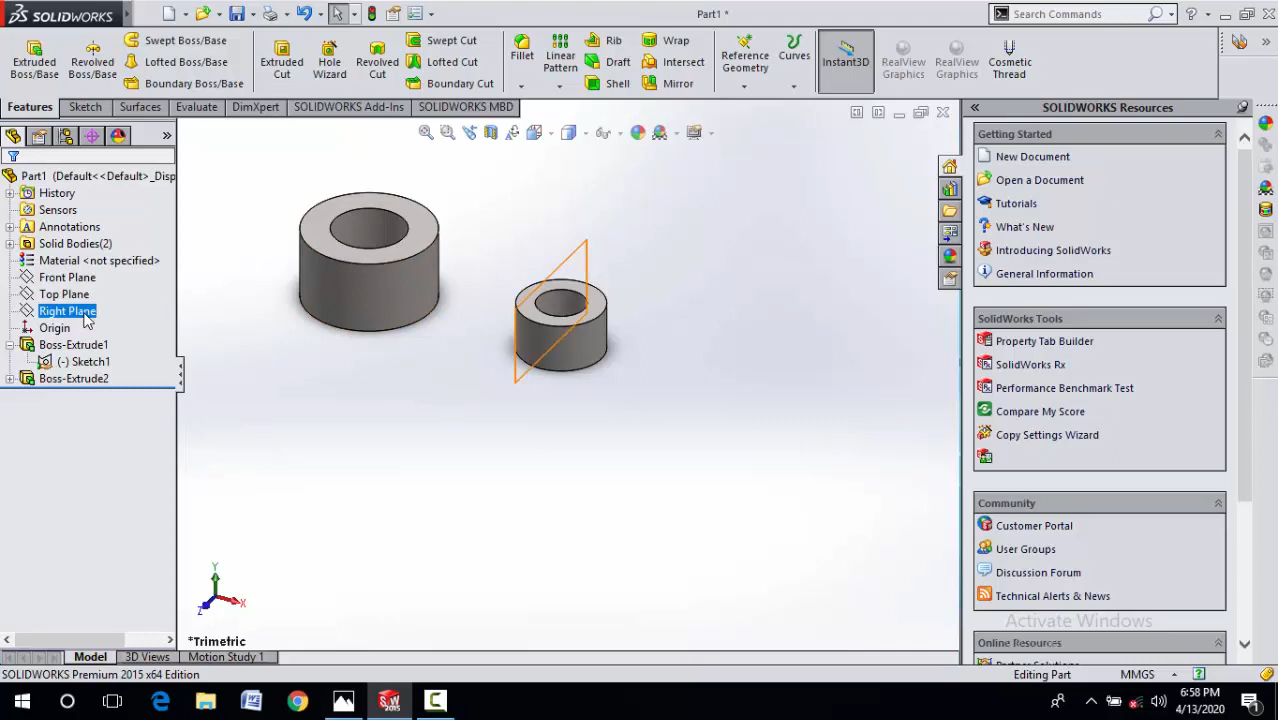 SOLIDWORKS
Part1 *
Search Commands
Extruded Boss/Base
Revolved Boss/Base
Swept Boss/Base
Lofted Boss/Base
Boundary Boss/Base
Extruded Cut
Hole Wizard
Revolved Cut
Swept Cut
Lofted Cut
Boundary Cut
Fillet
Linear Pattern
Rib
Draft
Shell
Wrap
Intersect
Mirror
Reference Geometry
Curves
Instant3D
RealView Graphics
RealView Graphics
Cosmetic Thread
Features
Sketch
Surfaces
Evaluate
DimXpert
SOLIDWORKS Add-Ins
SOLIDWORKS MBD
Part1 (Default<<Default>_Disp
History
Sensors
Annotations
Solid Bodies(2)
Material <not specified>
Front Plane
Top Plane
Right Plane
Origin
Boss-Extrude1
(-) Sketch1
Boss-Extrude2
Y
X
Z
*Trimetric
SOLIDWORKS Resources
Getting Started
New Document
Open a Document
Tutorials
What's New
Introducing SolidWorks
General Information
SolidWorks Tools
Property Tab Builder
SolidWorks Rx
Performance Benchmark Test
Compare My Score
Copy Settings Wizard
Community
Customer Portal
User Groups
Discussion Forum
Technical Alerts & News
Activate Windows
Online Resources
Partner Solutions
Model
3D Views
Motion Study 1
SOLIDWORKS Premium 2015 x64 Edition
Editing Part
MMGS
6:58 PM
4/13/2020